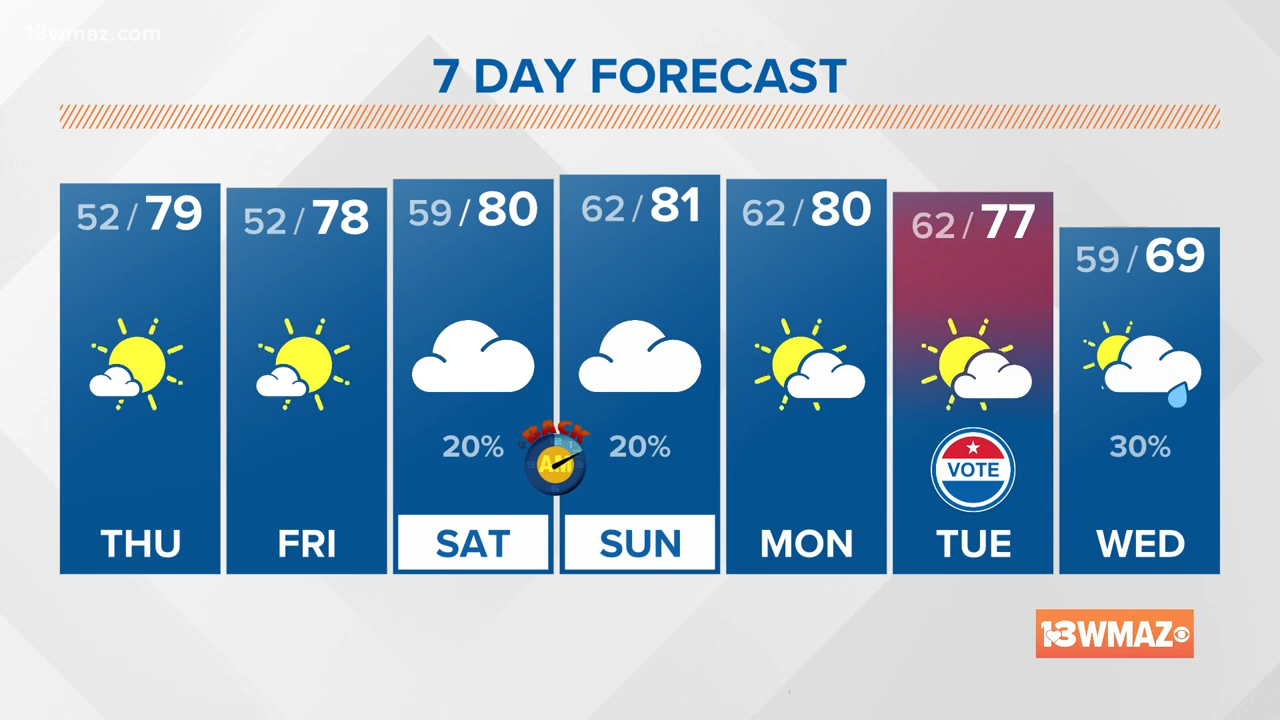 13wmaz.com
7 DAY FORECAST
52 / 79
52 / 78
59 / 80
62 / 81
62 / 80
62 / 77
59 / 69
BACK
AM
20%
20%
VOTE
30%
THU
FRI
SAT
SUN
MON
TUE
WED
13WMAZ